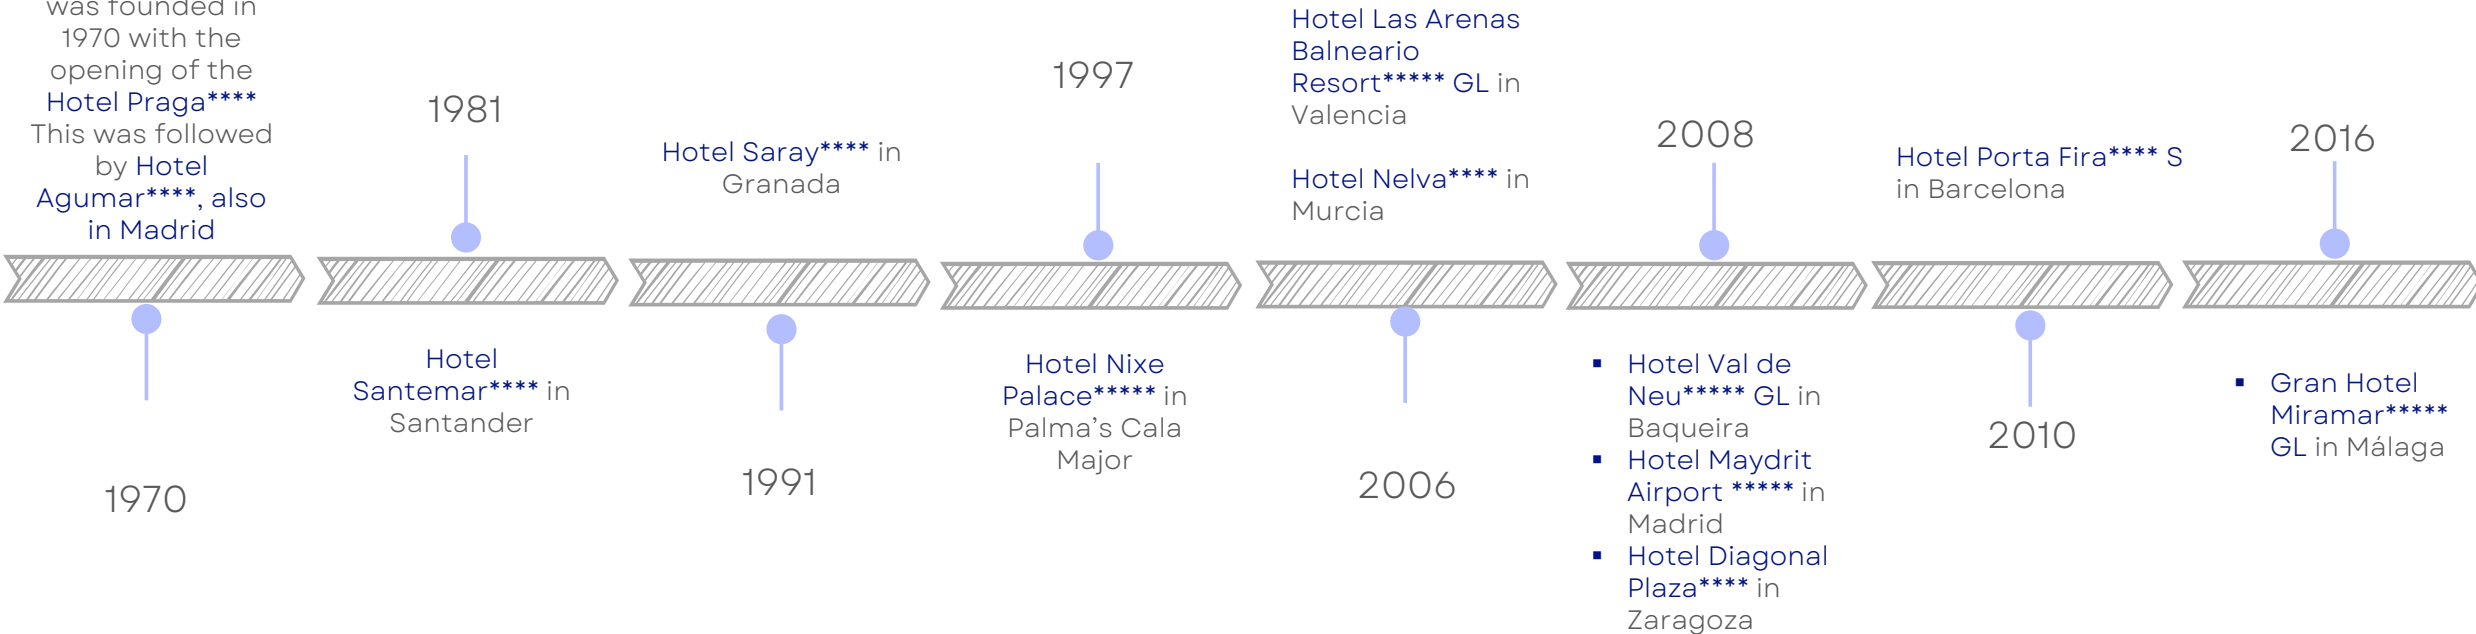 was founded in
1970 with the
opening of the
Hotel Praga****
This was followed
by Hotel
Agumar****, also
in Madrid
1970
1981
Hotel
Santemar**** in
Santander
Hotel Saray**** in
Granada
1991
1997
Hotel Nixe
Palace***** in
Palma’s Cala
Major
Hotel Las Arenas
Balneario
Resort***** GL in
Valencia
Hotel Nelva**** in
Murcia
2006
2008
▪ Hotel Val de
Neu***** GL in
Baqueira
▪ Hotel Maydrit
Airport ***** in
Madrid
▪ Hotel Diagonal
Plaza**** in
Zaragoza
Hotel Porta Fira**** S
in Barcelona
2010
2016
▪ Gran Hotel
Miramar*****
GL in Málaga